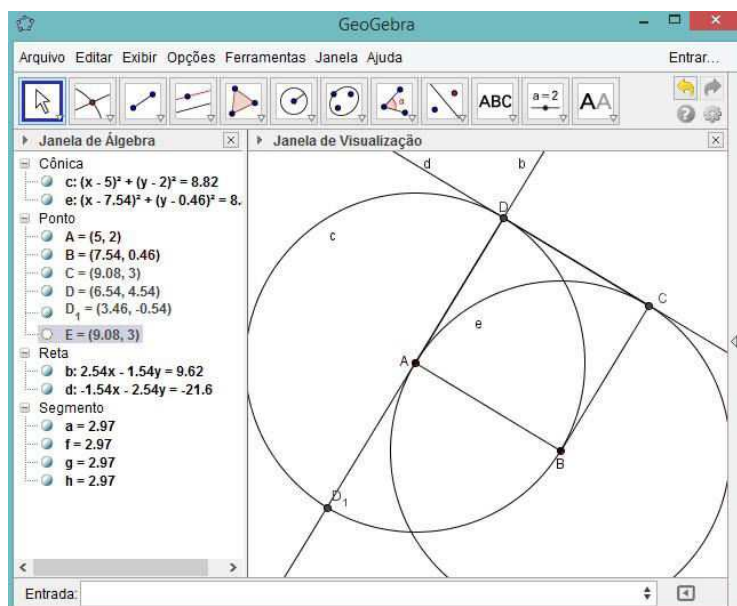 GeoGebra
Arquivo Editar Exibir Opções Ferramentas Janela Ajuda Entrar...
ABC a=2 AA
Janela de Álgebra
Cônica
c: (x - 5)² + (y - 2)² = 8.82
e: (x - 7.54)² + (y - 0.46)² = 8.
Ponto
A = (5, 2)
B = (7.54, 0.46)
C = (9.08, 3)
D = (6.54, 4.54)
D₁ = (3.46, -0.54)
E = (9.08, 3)
Reta
b: 2.54x - 1.54y = 9.62
d: -1.54x - 2.54y = -21.6
Segmento
a = 2.97
f = 2.97
g = 2.97
h = 2.97
Janela de Visualização
d b
D
c
C
e
A
B
D₁
Entrada: